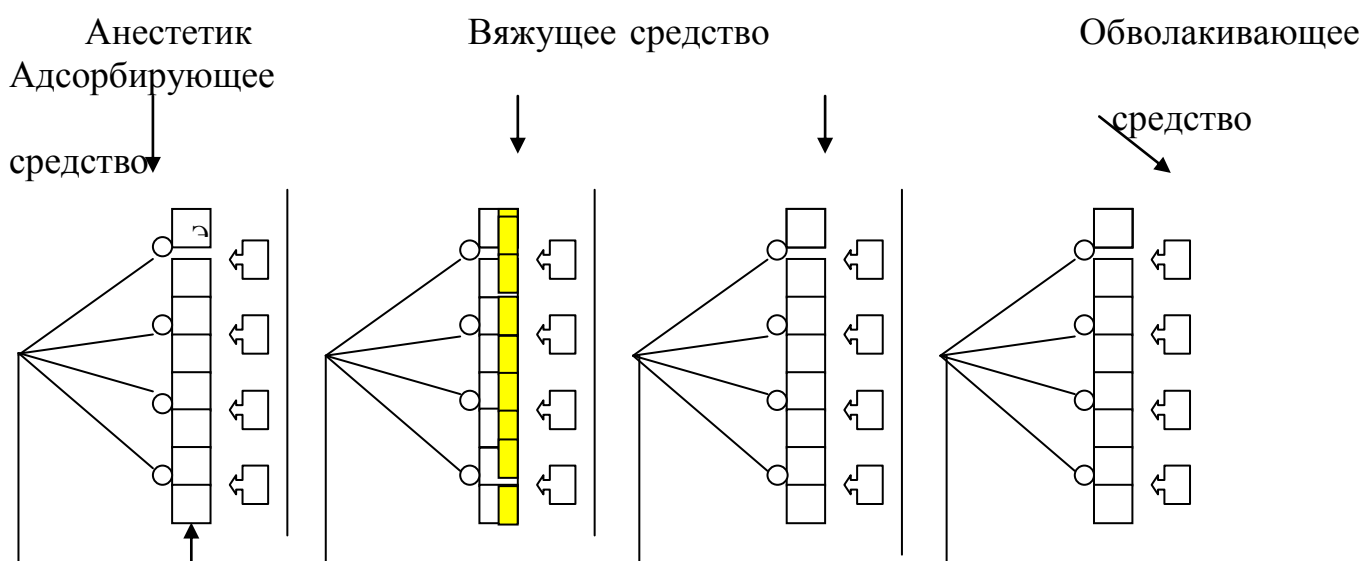 Анестетик Вяжущее средство Обволакивающее
Адсорбирующее
средство
средство